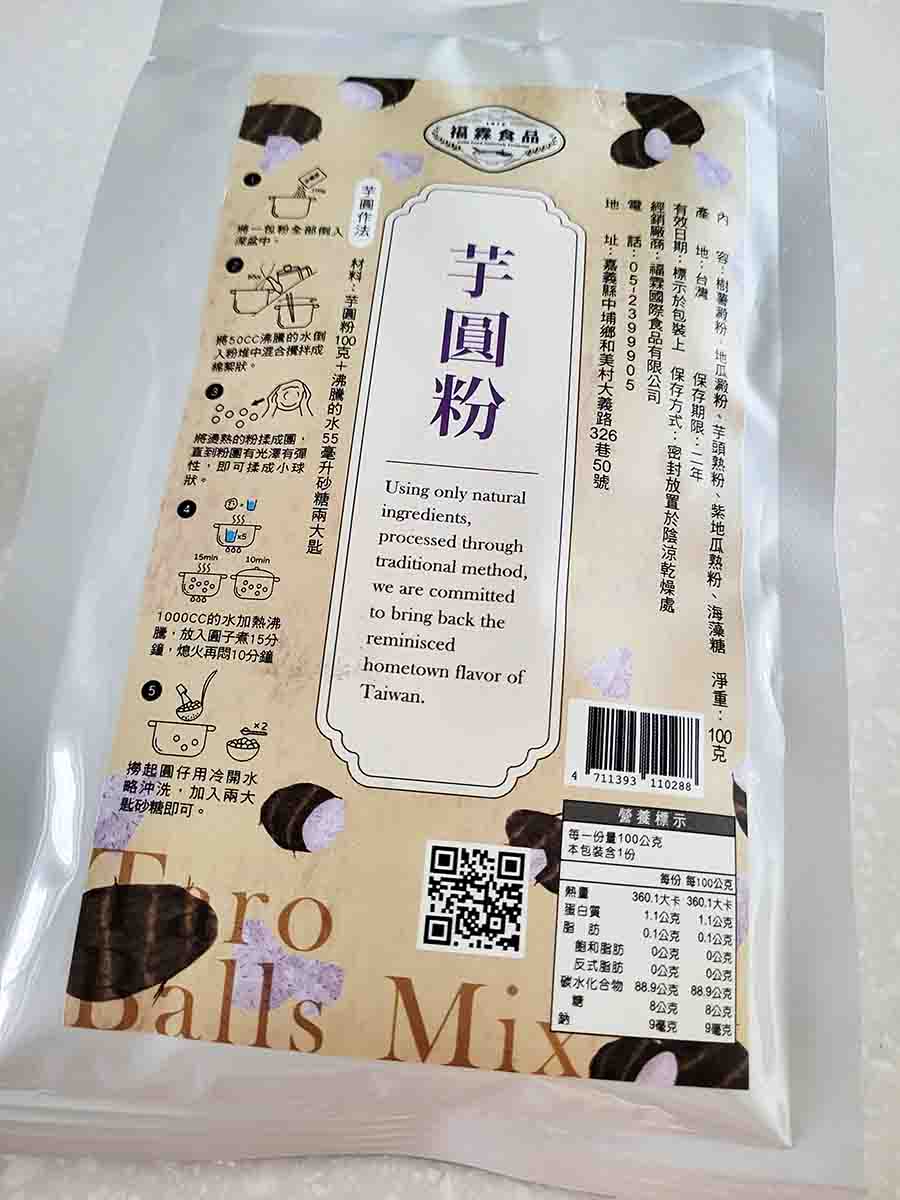 福霖食品
芋圓粉
Using only natural
ingredients,
processed through
traditional method,
we are committed
to bring back the
reminisced
hometown flavor of
Taiwan.
內容：樹薯澱粉、地瓜澱粉、芋頭熟粉、紫地瓜熟粉、海藻糖 淨重：100克
產地：台灣 保存期限：二年
有效日期：標示於包裝上 保存方式：密封放置於陰涼乾燥處
經銷廠商：福霖國際食品有限公司
電話：05-2399905
地址：嘉義縣中埔鄉和美村大義路326巷50號
芋圓作法
材料：芋圓粉100克＋沸騰的水55毫升砂糖兩大匙
1
將一包粉全部倒入
深盆中。
2
將50CC沸騰的水倒
入粉堆中混合攪拌成
綿絮狀。
3
將燙熟的粉揉成團，
直到粉團有光澤有彈
性，即可揉成小球
狀。
4
x5
15min 10min
1000CC的水加熱沸
騰，放入圓子煮15分
鐘，熄火再悶10分鐘
5
x2
撈起圓仔用冷開水
略沖洗，加入兩大
匙砂糖即可。
4 711393 110288
營養標示
每一份量100公克
本包裝含1份
每份 每100公克
熱量 360.1大卡 360.1大卡
蛋白質 1.1公克 1.1公克
脂肪 0.1公克 0.1公克
飽和脂肪 0公克 0公克
反式脂肪 0公克 0公克
碳水化合物 88.9公克 88.9公克
糖 8公克 8公克
鈉 9毫克 9毫克
Taro
Balls Mix